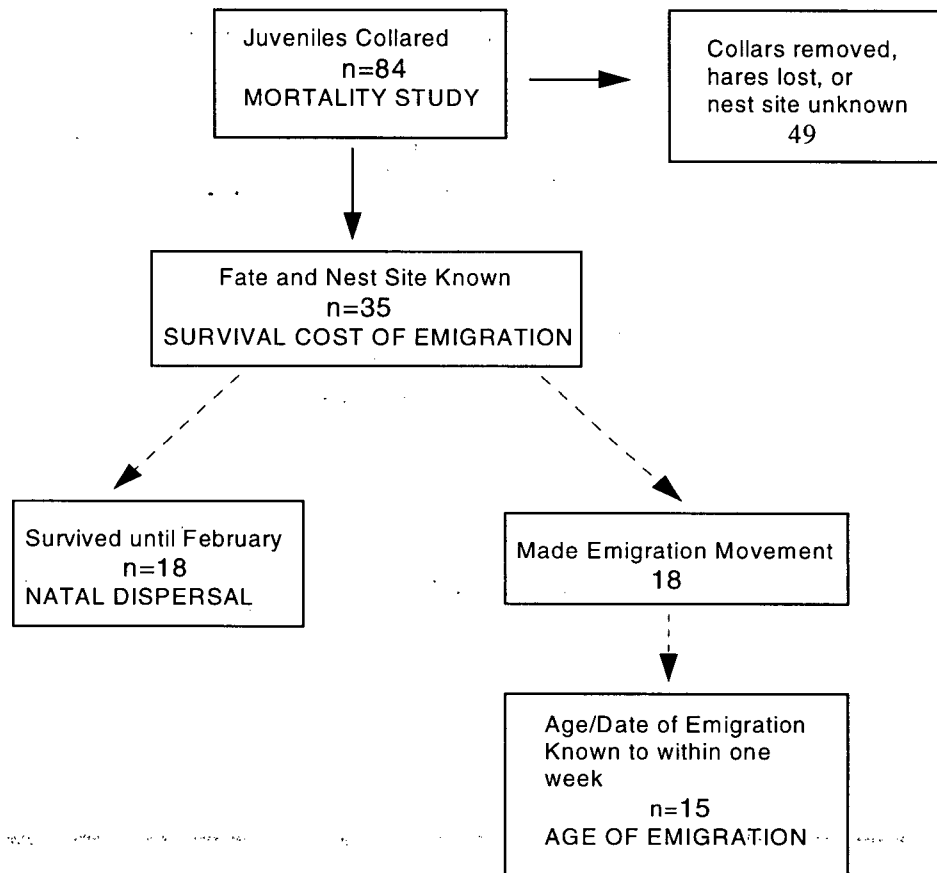 Juveniles Collared
n=84
MORTALITY STUDY
Collars removed,
hares lost, or
nest site unknown
49
Fate and Nest Site Known
n=35
SURVIVAL COST OF EMIGRATION
Survived until February
n=18
NATAL DISPERSAL
Made Emigration Movement
18
Age/Date of Emigration
Known to within one
week
n=15
AGE OF EMIGRATION